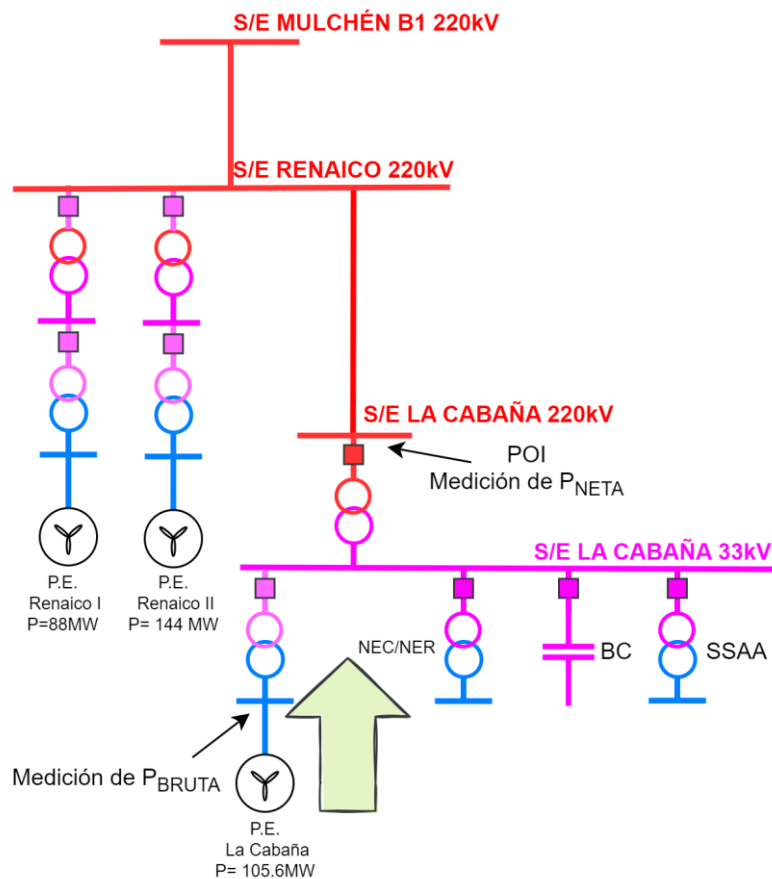 S/E MULCHÉN B1 220kV
S/E RENAICO 220kV
S/E LA CABAÑA 220kV
POI
Medición de PNETA
S/E LA CABAÑA 33kV
P.E.
Renaico I
P=88MW
P.E.
Renaico II
P= 144 MW
NEC/NER
BC
SSAA
Medición de PBRUTA
P.E.
La Cabaña
P= 105.6MW